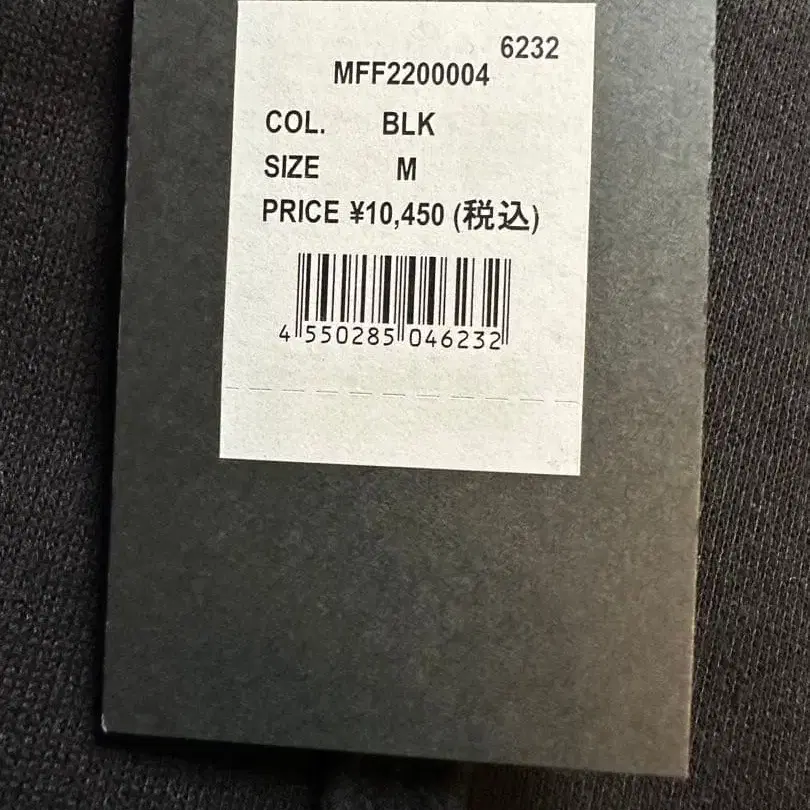 6232
MFF2200004
COL. BLK
SIZE M
PRICE ¥10,450 (税込)
4 550285 046232